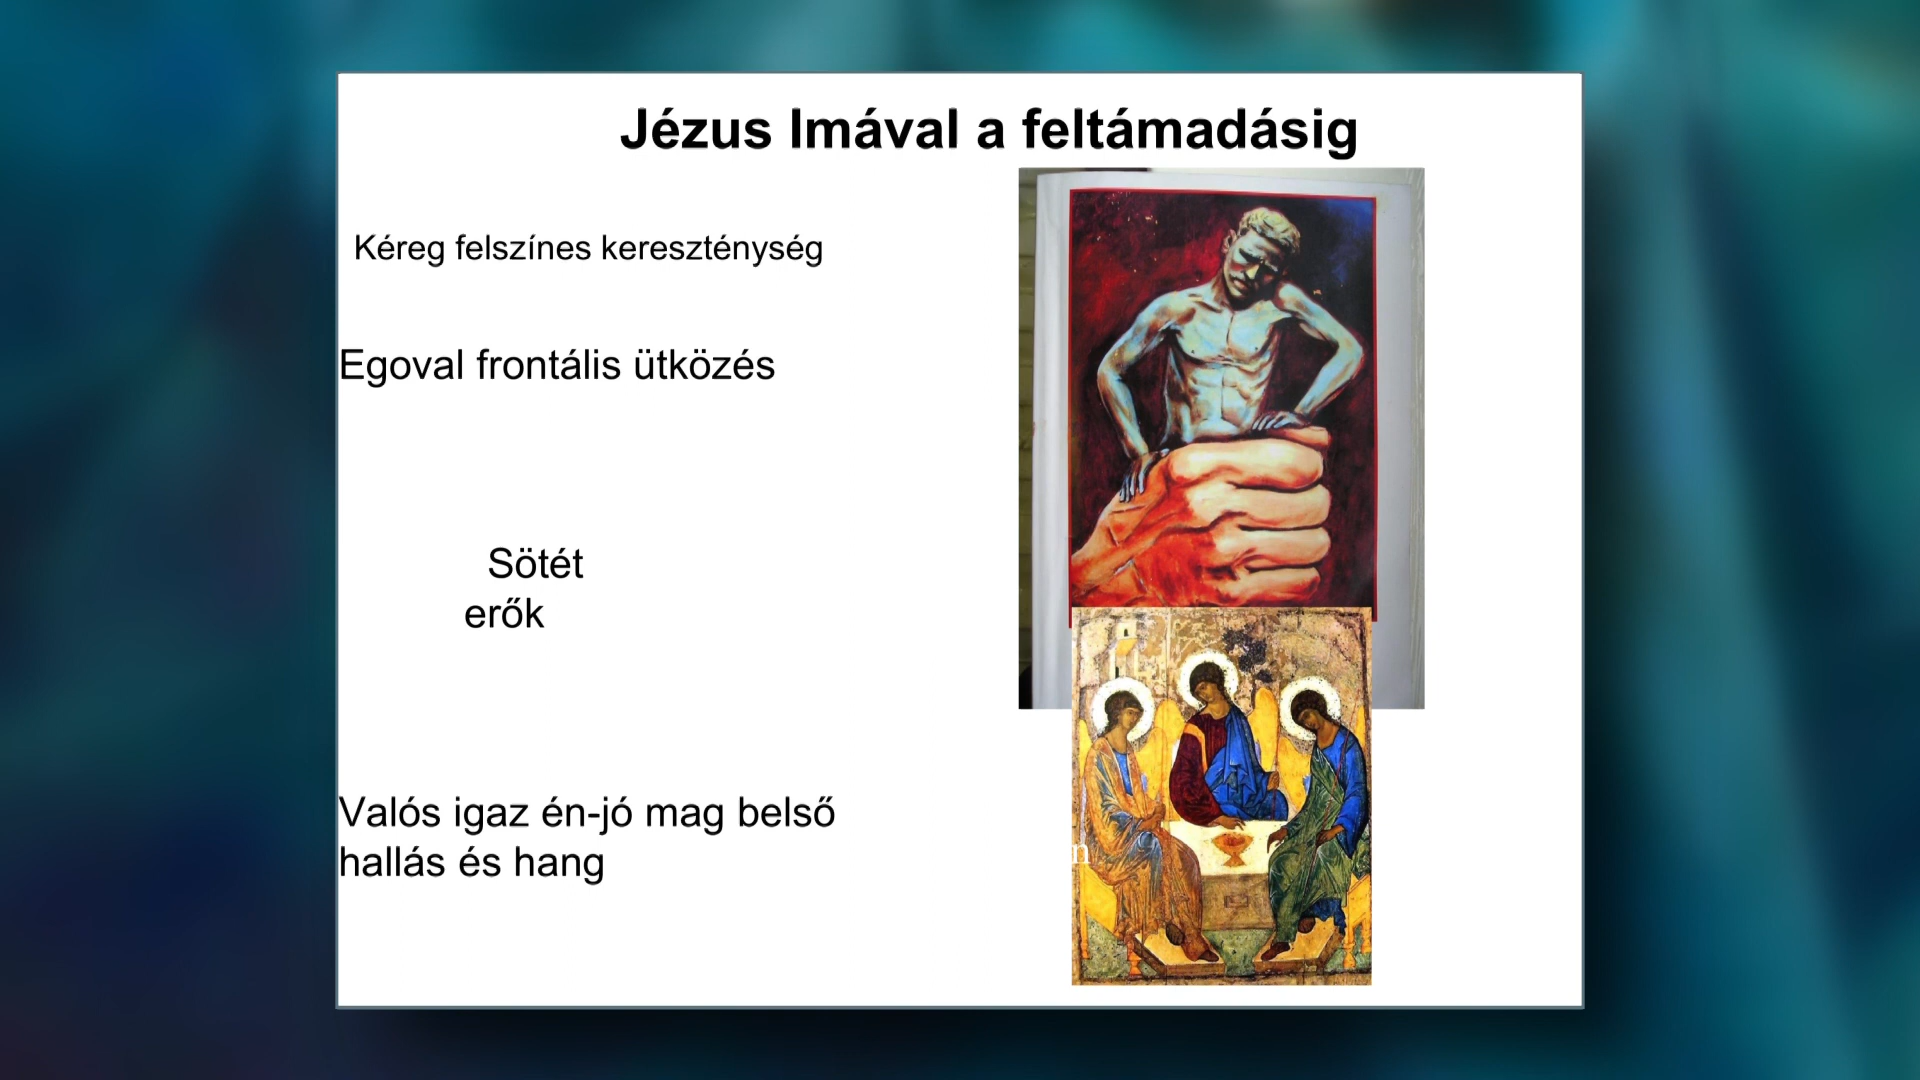 Jézus Imával a feltámadásig
Kéreg felszínes kereszténység
Egoval frontális ütközés
Sötét
erők
Valós igaz én-jó mag belső
hallás és hang
n